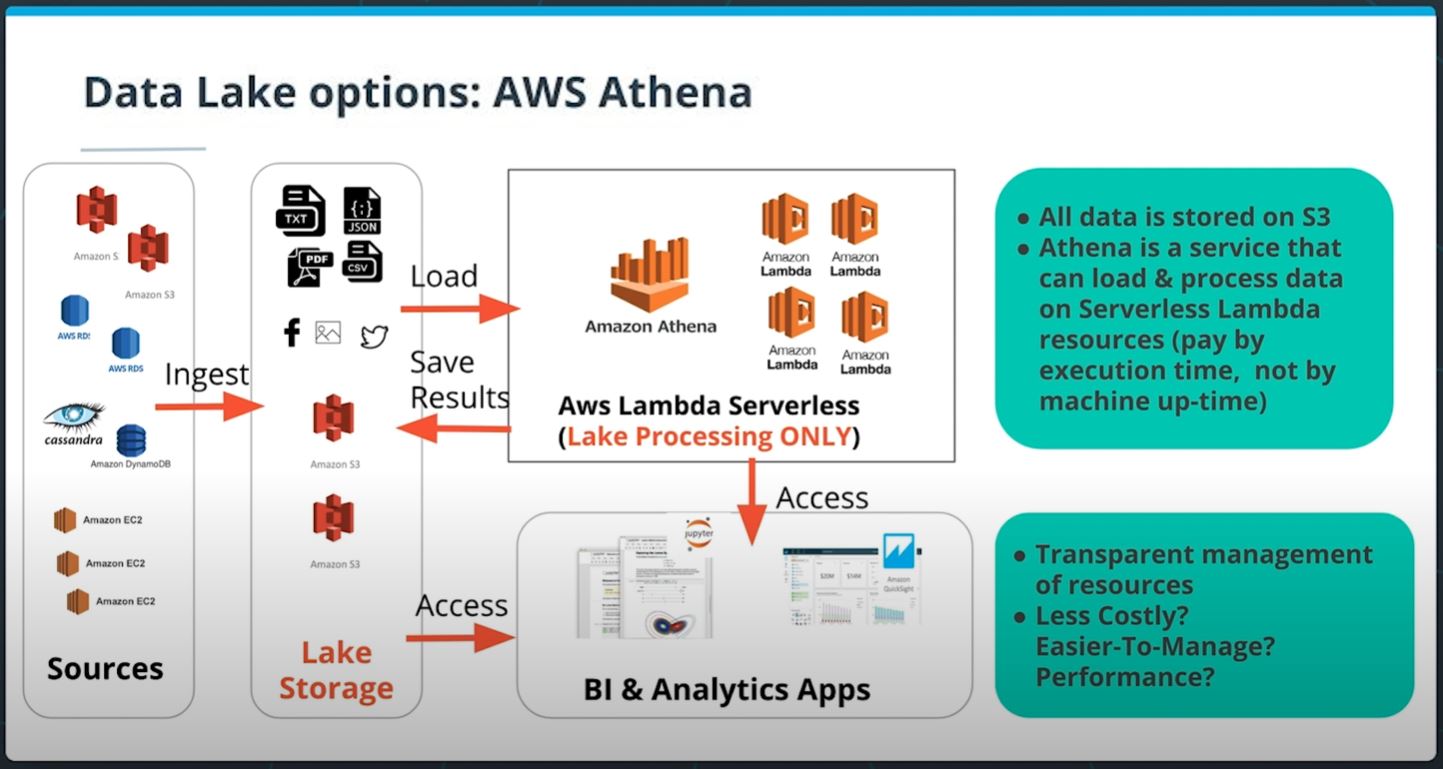 Data Lake options: AWS Athena
Amazon S
Amazon S3
AWS RDS
AWS RDS
cassandra
Amazon DynamoDB
Amazon EC2
Amazon EC2
Amazon EC2
Sources
Ingest
TXT
{:}
JSON
PDF
CSV
Amazon S3
Amazon S3
Lake
Storage
Load
Save
Results
Access
Amazon Athena
Amazon
Lambda
Amazon
Lambda
Amazon
Lambda
Amazon
Lambda
Aws Lambda Serverless
(Lake Processing ONLY)
Access
jupyter
$20M
$14M
Amazon
QuickSight
BI & Analytics Apps
● All data is stored on S3
● Athena is a service that
can load & process data
on Serverless Lambda
resources (pay by
execution time, not by
machine up-time)
● Transparent management
of resources
● Less Costly?
Easier-To-Manage?
Performance?